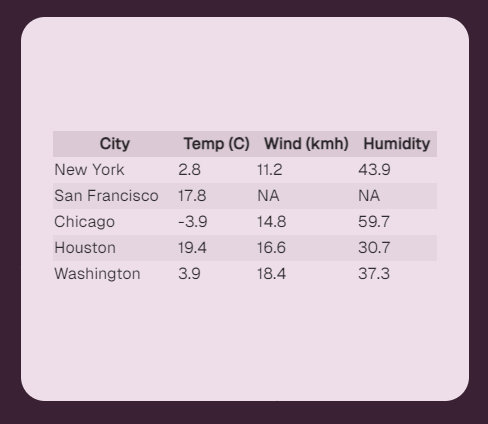 City Temp (C) Wind (kmh) Humidity
New York 2.8 11.2 43.9
San Francisco 17.8 NA NA
Chicago -3.9 14.8 59.7
Houston 19.4 16.6 30.7
Washington 3.9 18.4 37.3